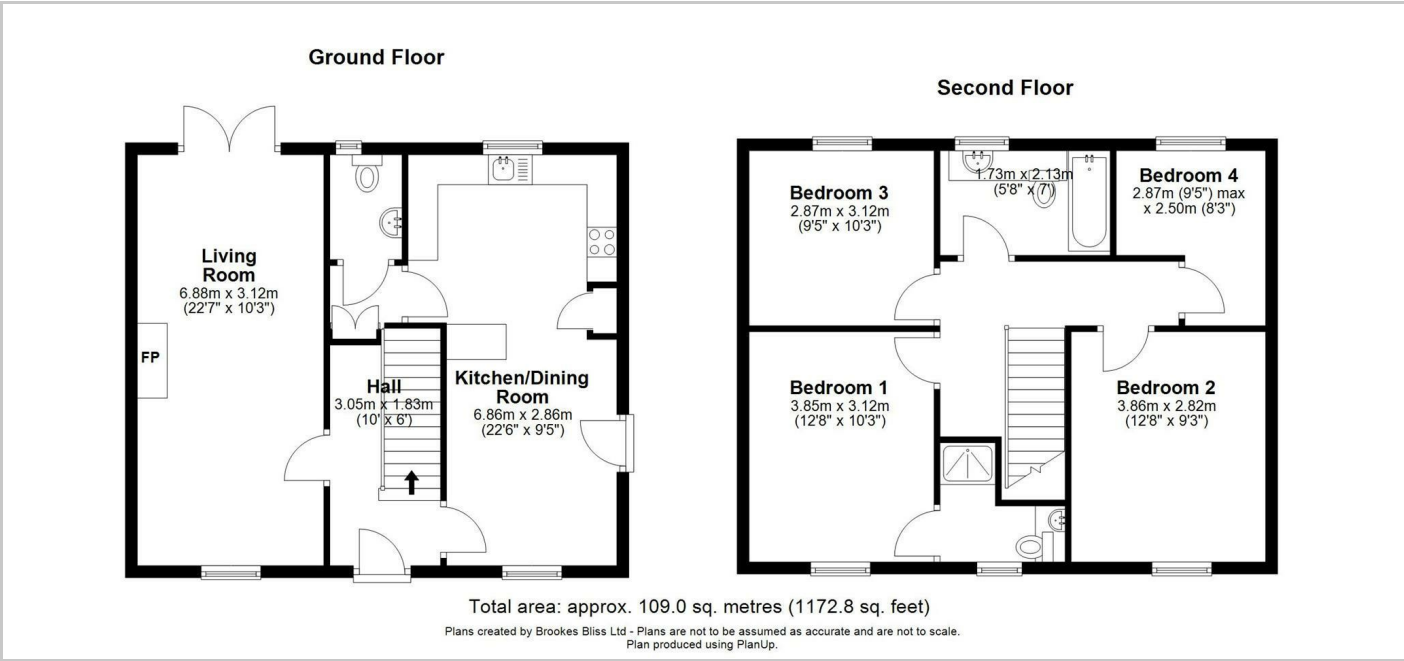 Ground Floor
Living
Room
6.88m x 3.12m
(22'7" x 10'3")
FP
Hall
3.05m x 1.83m
(10' x 6')
Kitchen/Dining
Room
6.86m x 2.86m
(22'6" x 9'5")
Second Floor
Bedroom 3
2.87m x 3.12m
(9'5" x 10'3")
1.73m x 2.13m
(5'8" x 7')
Bedroom 4
2.87m (9'5") max
x 2.50m (8'3")
Bedroom 1
3.85m x 3.12m
(12'8" x 10'3")
Bedroom 2
3.86m x 2.82m
(12'8" x 9'3")
Total area: approx. 109.0 sq. metres (1172.8 sq. feet)
Plans created by Brookes Bliss Ltd - Plans are not to be assumed as accurate and are not to scale.
Plan produced using PlanUp.